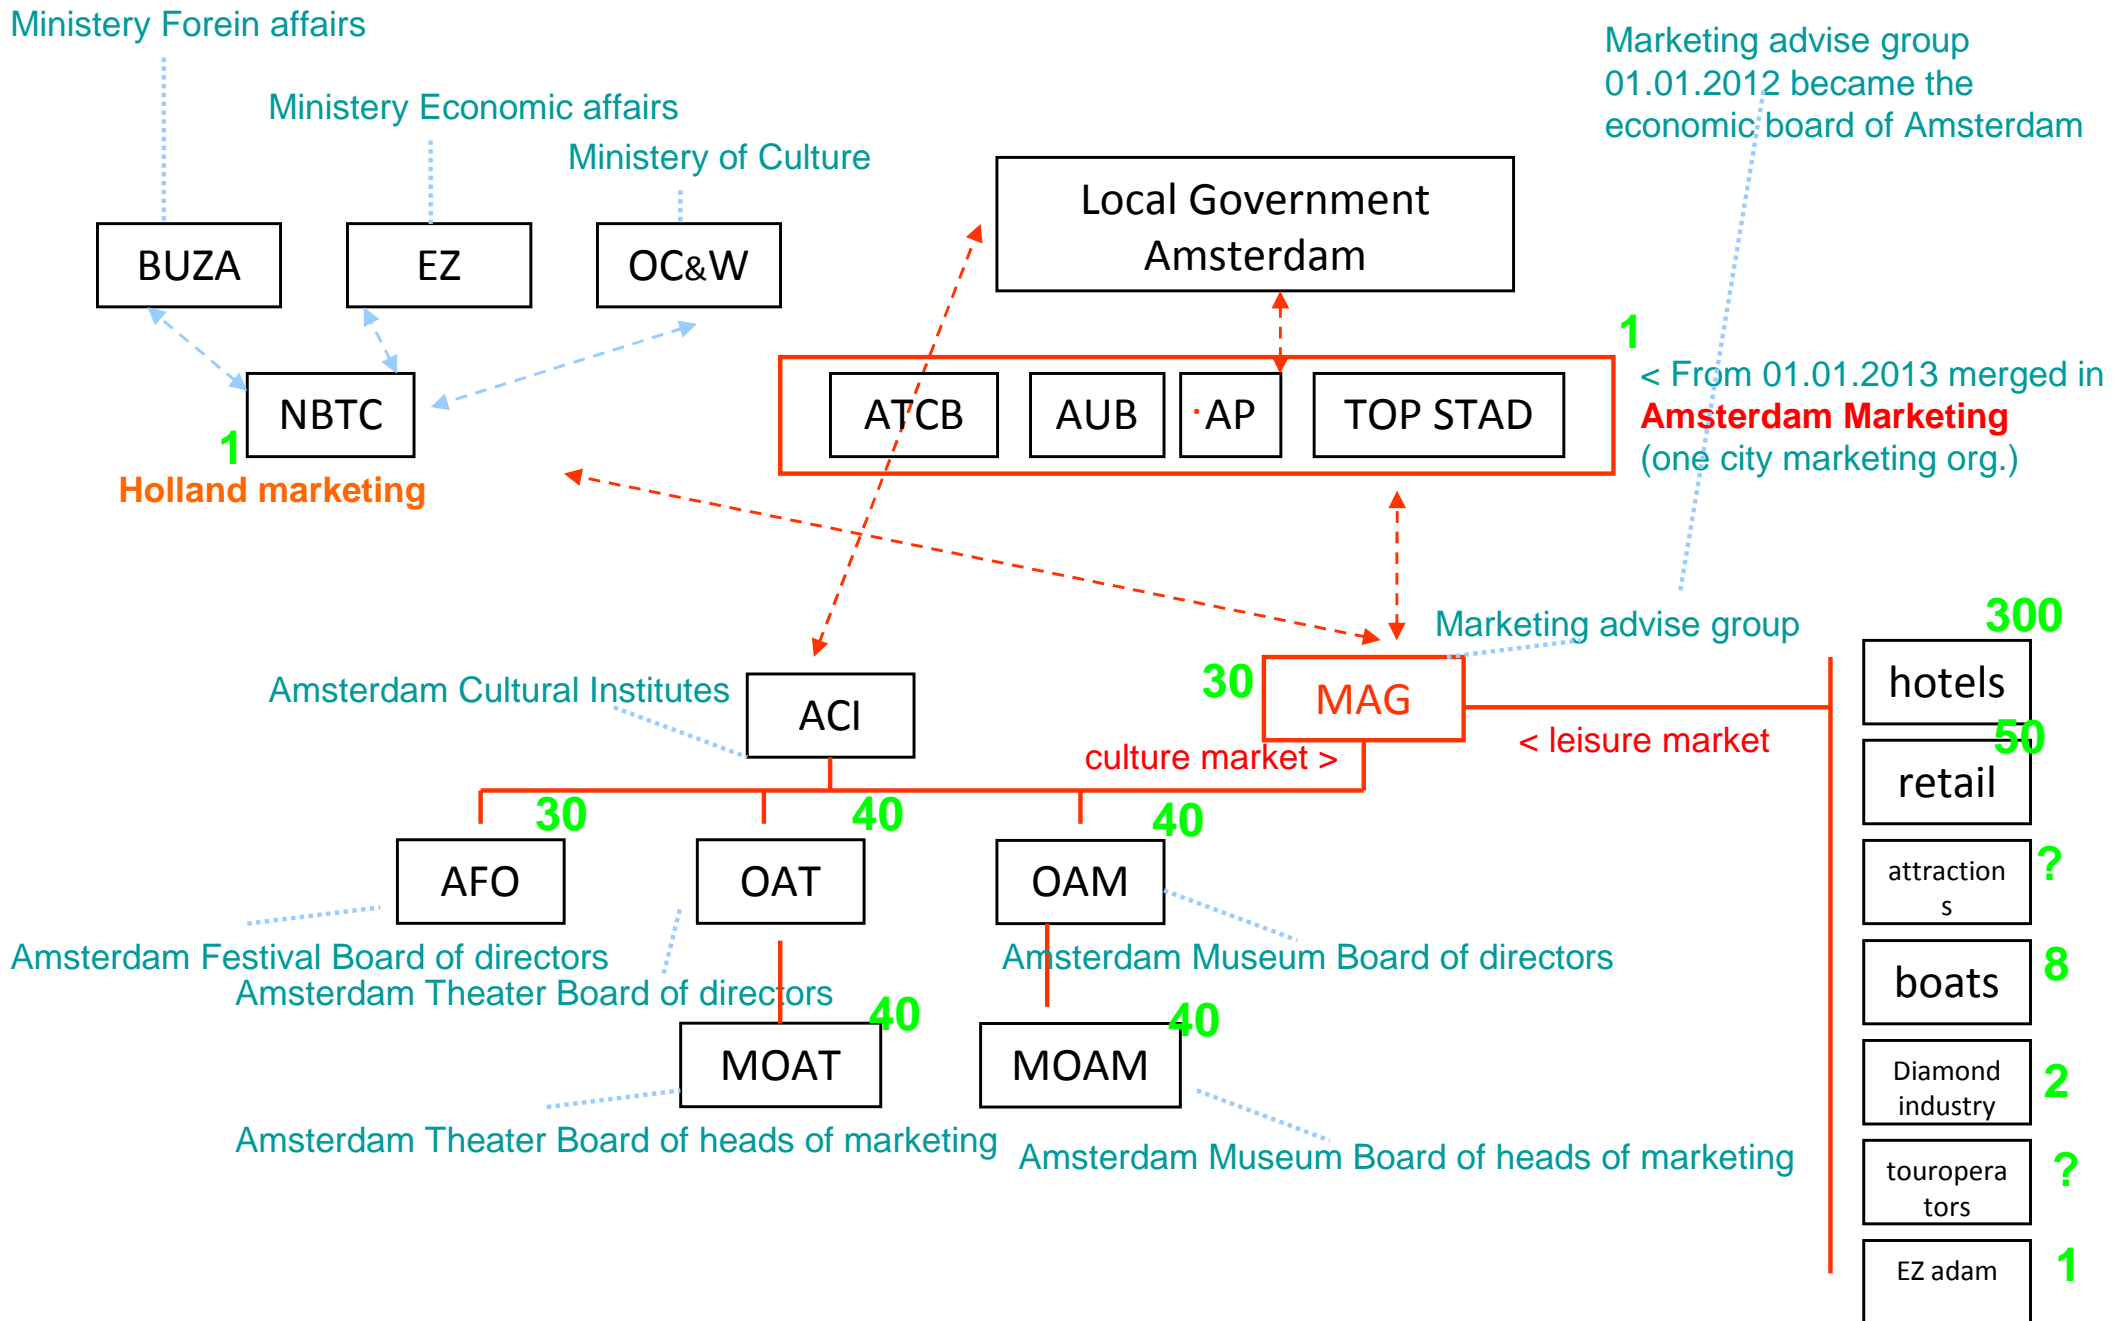 Ministery Forein affairs
Ministery Economic affairs
Ministery of Culture
Marketing advise group
01.01.2012 became the
economic board of Amsterdam
BUZA
EZ
OC&W
Local Government
Amsterdam
NBTC
1
Holland marketing
ATCB
AUB
AP
TOP STAD
1
< From 01.01.2013 merged in
Amsterdam Marketing
(one city marketing org.)
Marketing advise group
Amsterdam Cultural Institutes
ACI
30
MAG
culture market >
< leisure market
300
hotels
50
retail
attraction
s
?
boats
8
Diamond
industry
2
touropera
tors
?
EZ adam
1
30
40
40
AFO
OAT
OAM
Amsterdam Festival Board of directors
Amsterdam Theater Board of directors
Amsterdam Museum Board of directors
40
40
MOAT
MOAM
Amsterdam Theater Board of heads of marketing
Amsterdam Museum Board of heads of marketing